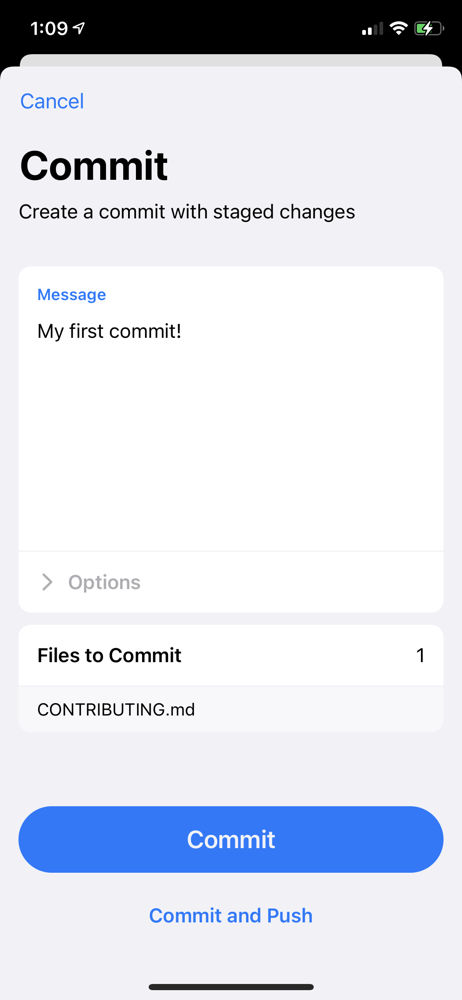 1:09
Cancel
Commit
Create a commit with staged changes
Message
My first commit!
Options
Files to Commit 1
CONTRIBUTING.md
Commit
Commit and Push